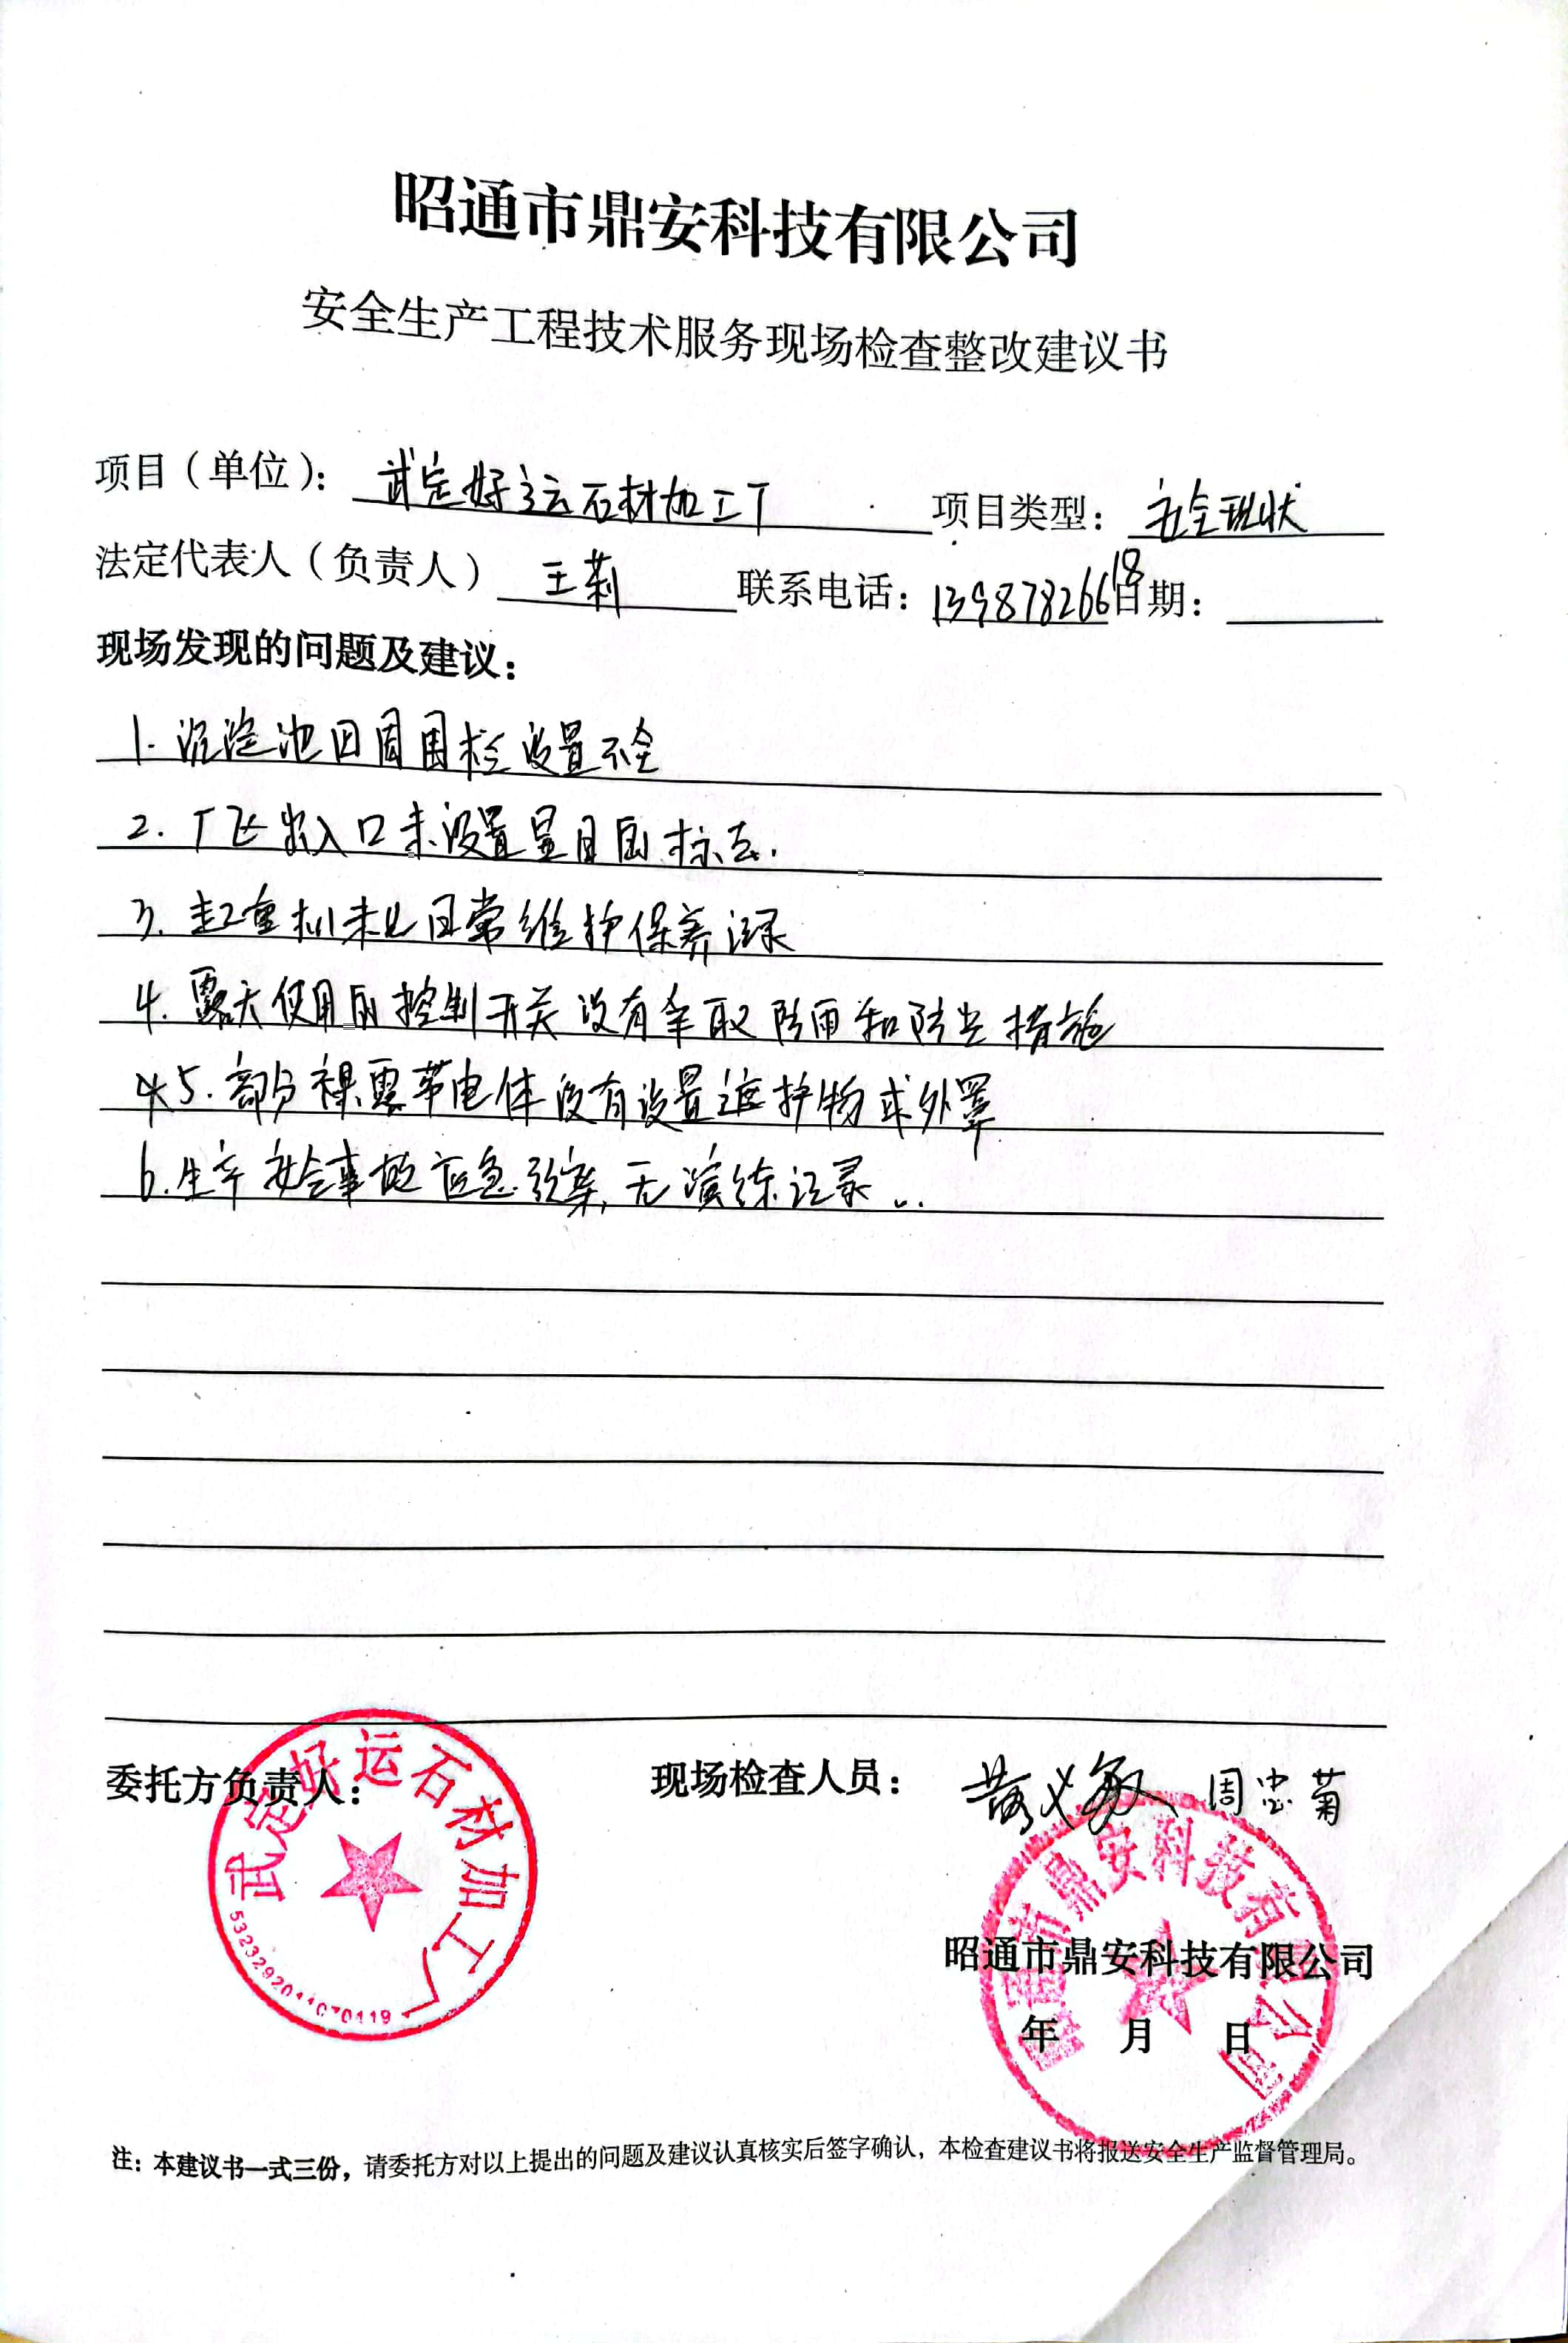 昭通市鼎安科技有限公司
安全生产工程技术服务现场检查整改建议书
项目（单位）：武定好运石材加工厂 项目类型：安全现状
法定代表人（负责人）王莉 联系电话：13987826618 日期：
现场发现的问题及建议：
1. 沉淀池四周围栏设置不全
2. 厂区出入口未设置显目的标志.
3. 起重机未见日常维护保养记录
4. 露天使用的控制开关没有采取防雨和防尘措施
5. 部分裸露带电体没有设置遮护物或外罩
6. 生产安全事故应急预案,无演练记录..
委托方负责人： 现场检查人员： 周忠菊
武定好运石材加工厂
5323292011070119
昭通市鼎安科技有限公司
昭通市鼎安科技有限公司
年 月 日
注：本建议书一式三份，请委托方对以上提出的问题及建议认真核实后签字确认，本检查建议书将报送安全生产监督管理局。